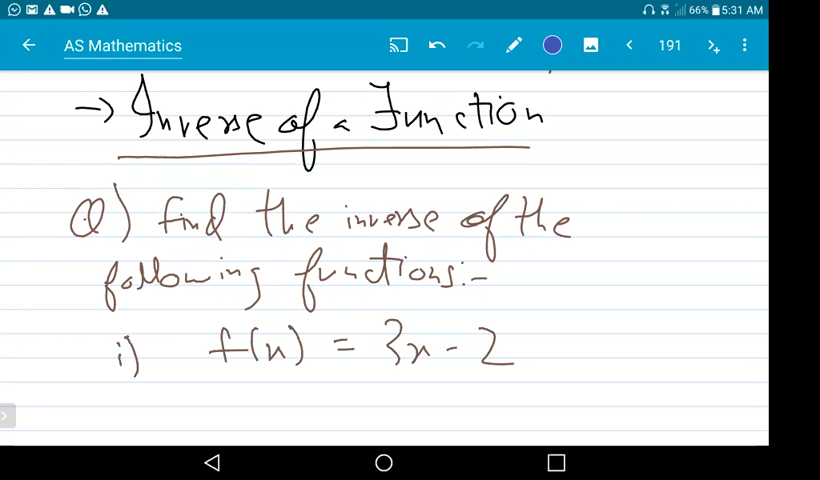 66% 5:31 AM
AS Mathematics 191
→ Inverse of a Function
Q) Find the inverse of the
following functions:-
i) f(x) = 3x - 2